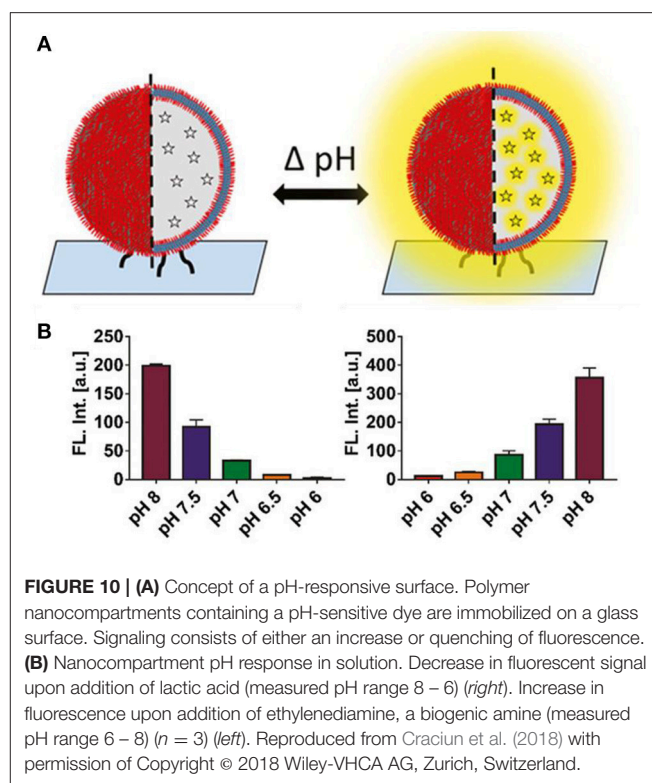 A
Δ pH
B
FL. Int. [a.u.]
250
200
150
100
50
0
pH 8
pH 7.5
pH 7
pH 6.5
pH 6
FL. Int. [a.u.]
500
400
300
200
100
0
pH 6
pH 6.5
pH 7
pH 7.5
pH 8
FIGURE 10 | (A) Concept of a pH-responsive surface. Polymer
nanocompartments containing a pH-sensitive dye are immobilized on a glass
surface. Signaling consists of either an increase or quenching of fluorescence.
(B) Nanocompartment pH response in solution. Decrease in fluorescent signal
upon addition of lactic acid (measured pH range 8 – 6) (right). Increase in
fluorescence upon addition of ethylenediamine, a biogenic amine (measured
pH range 6 – 8) (n = 3) (left). Reproduced from Craciun et al. (2018) with
permission of Copyright © 2018 Wiley-VHCA AG, Zurich, Switzerland.